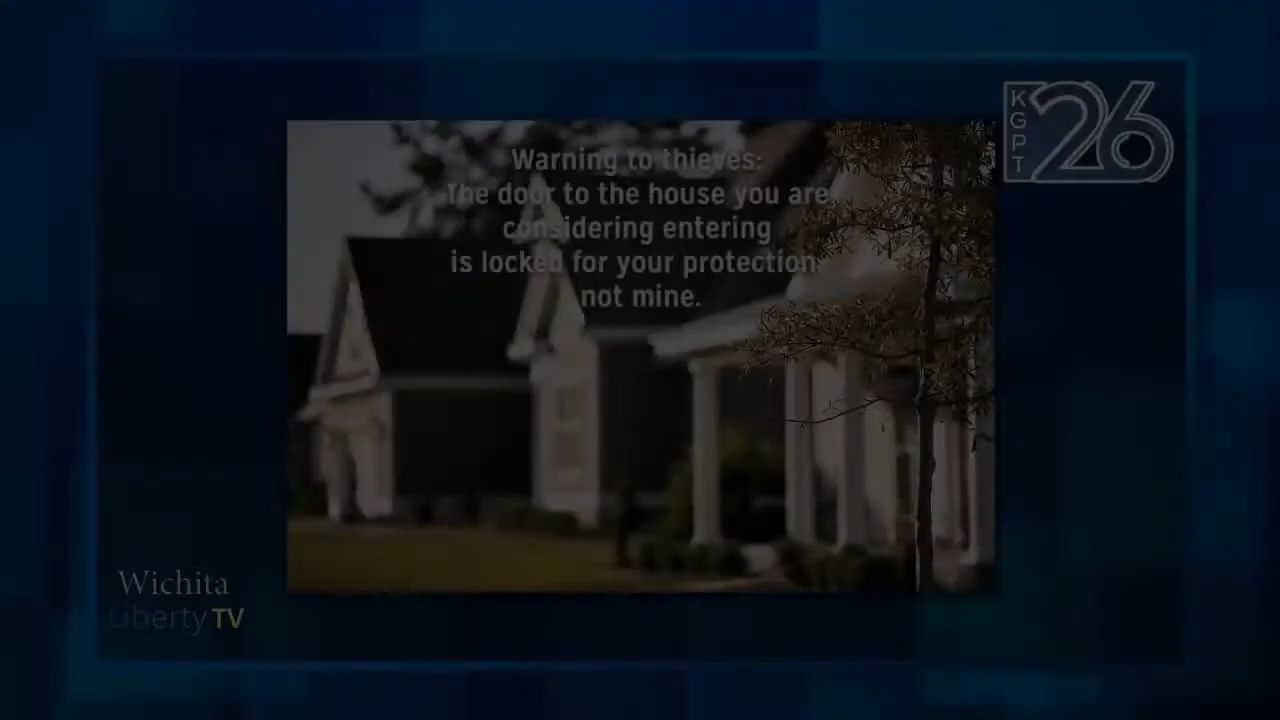 KGPT
26
Warning to thieves:
The door to the house you are
considering entering
is locked for your protection
not mine.
Wichita
Liberty TV